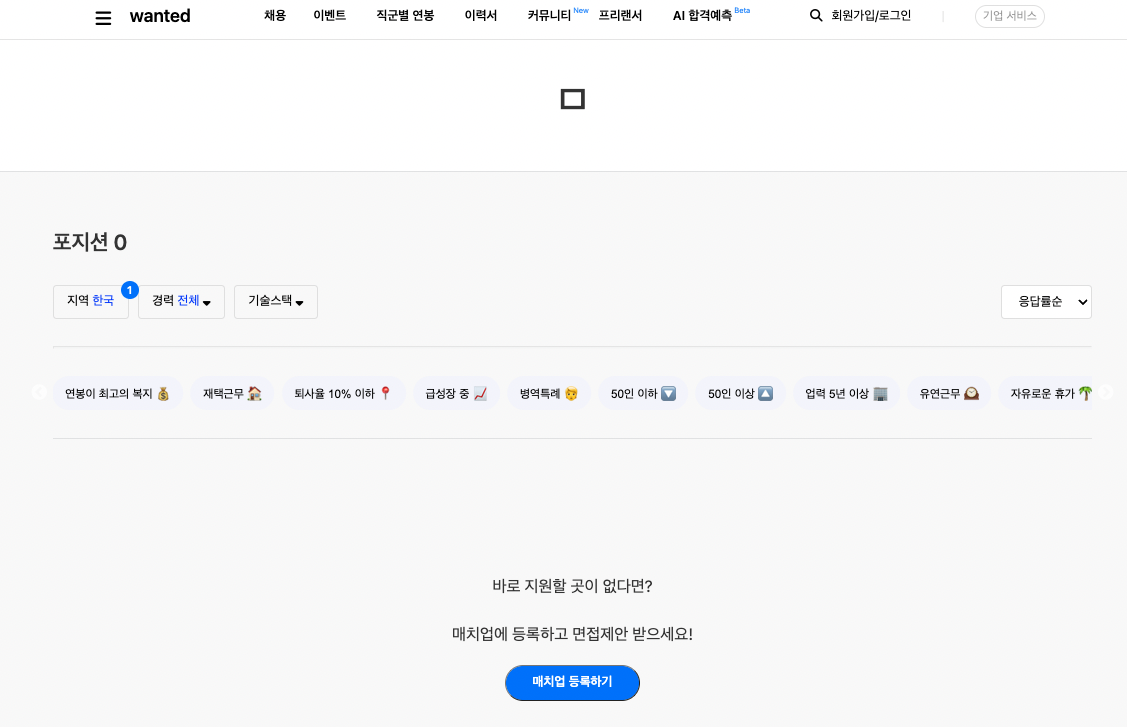 wanted 채용 이벤트 직군별 연봉 이력서 커뮤니티 New 프리랜서 AI 합격예측 Beta 회원가입/로그인 기업 서비스
ㅁ
포지션 0
지역 한국 1 경력 전체 기술스택 응답률순
연봉이 최고의 복지 💰 재택근무 🏠 퇴사율 10% 이하 📍 급성장 중 📈 병역특례 50인 이하 🔽 50인 이상 🔼 업력 5년 이상 🏢 유연근무 🕰 자유로운 휴가 🌴
바로 지원할 곳이 없다면?
매치업에 등록하고 면접제안 받으세요!
매치업 등록하기